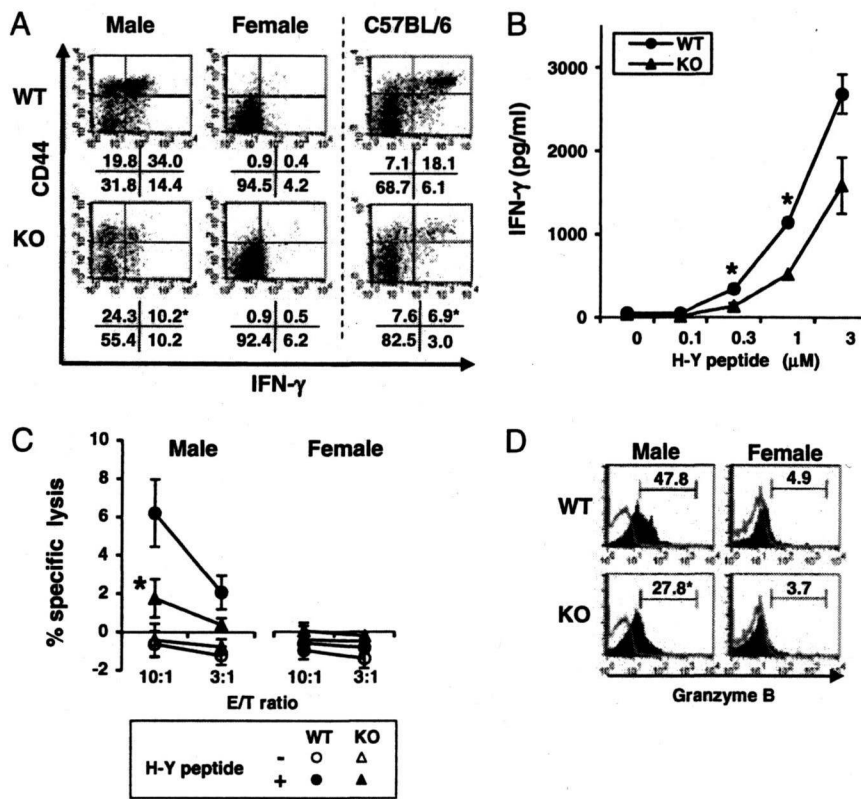 A
Male
Female
C57BL/6
WT
19.8 34.0
31.8 14.4
0.9 0.4
94.5 4.2
7.1 18.1
68.7 6.1
CD44
KO
24.3 10.2*
55.4 10.2
0.9 0.5
92.4 6.2
7.6 6.9*
82.5 3.0
IFN-γ
B
WT
KO
IFN-γ (pg/ml)
3000
2000
1000
0
*
*
0 0.1 0.3 1 3
H-Y peptide (μM)
C
Male
Female
% specific lysis
10
8
6
4
2
0
-2
*
10:1 3:1 10:1 3:1
E/T ratio
WT KO
H-Y peptide
-
+
D
Male
Female
WT
47.8
4.9
KO
27.8*
3.7
Granzyme B